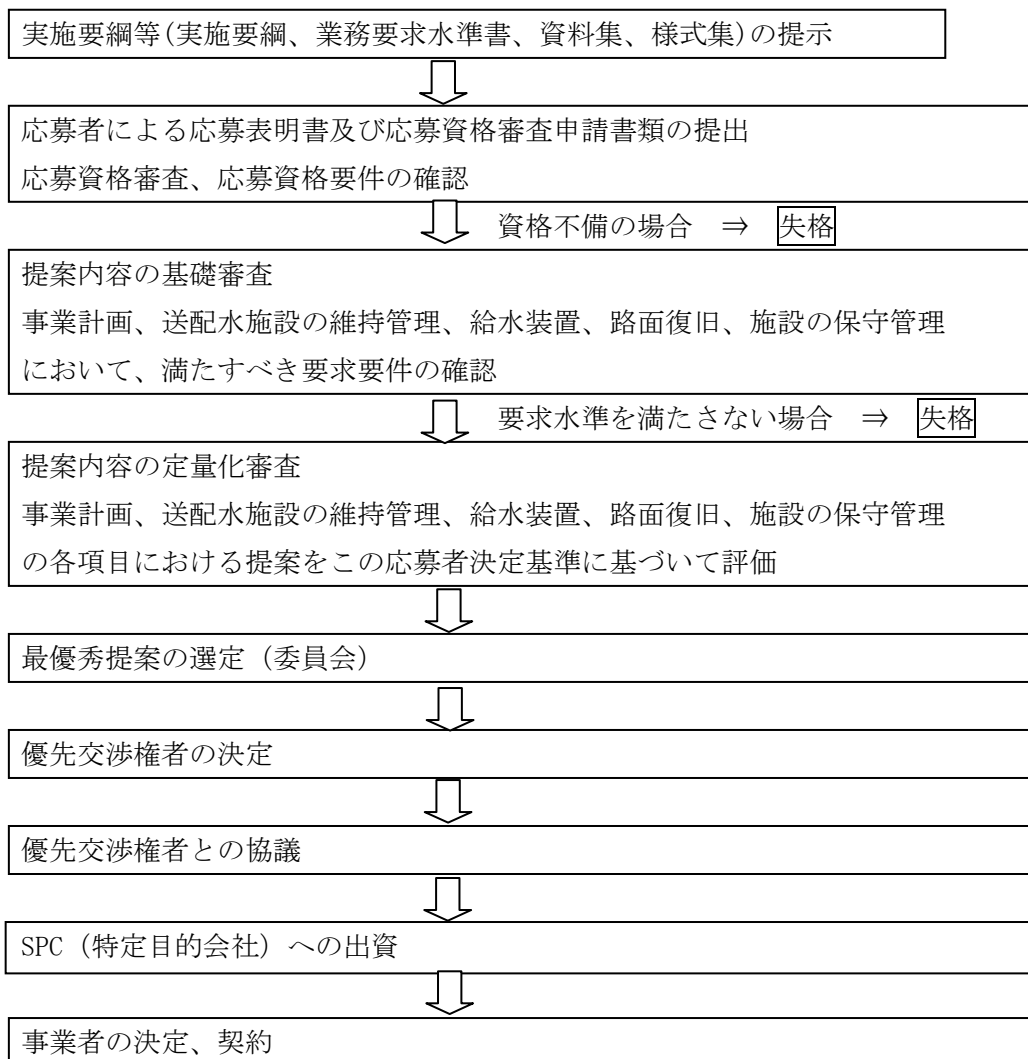 実施要綱等(実施要綱、業務要求水準書、資料集、様式集)の提示
応募者による応募表明書及び応募資格審査申請書類の提出
応募資格審査、応募資格要件の確認
資格不備の場合 ⇒ 失格
提案内容の基礎審査
事業計画、送配水施設の維持管理、給水装置、路面復旧、施設の保守管理
において、満たすべき要求要件の確認
要求水準を満たさない場合 ⇒ 失格
提案内容の定量化審査
事業計画、送配水施設の維持管理、給水装置、路面復旧、施設の保守管理
の各項目における提案をこの応募者決定基準に基づいて評価
最優秀提案の選定（委員会）
優先交渉権者の決定
優先交渉権者との協議
SPC（特定目的会社）への出資
事業者の決定、契約